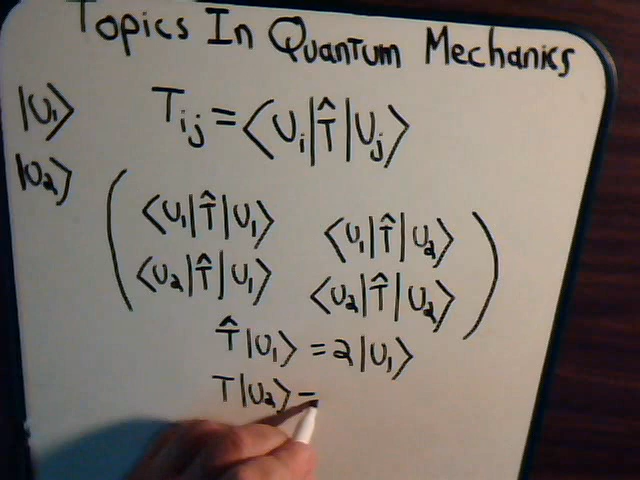 Topics In Quantum Mechanics
|U₁⟩
T_ij = ⟨U_i|T̂|U_j⟩
|U₂⟩
⟨U₁|T̂|U₁⟩ ⟨U₁|T̂|U₂⟩
⟨U₂|T̂|U₁⟩ ⟨U₂|T̂|U₂⟩
T̂|U₁⟩ = 2|U₁⟩
T|U₂⟩ =